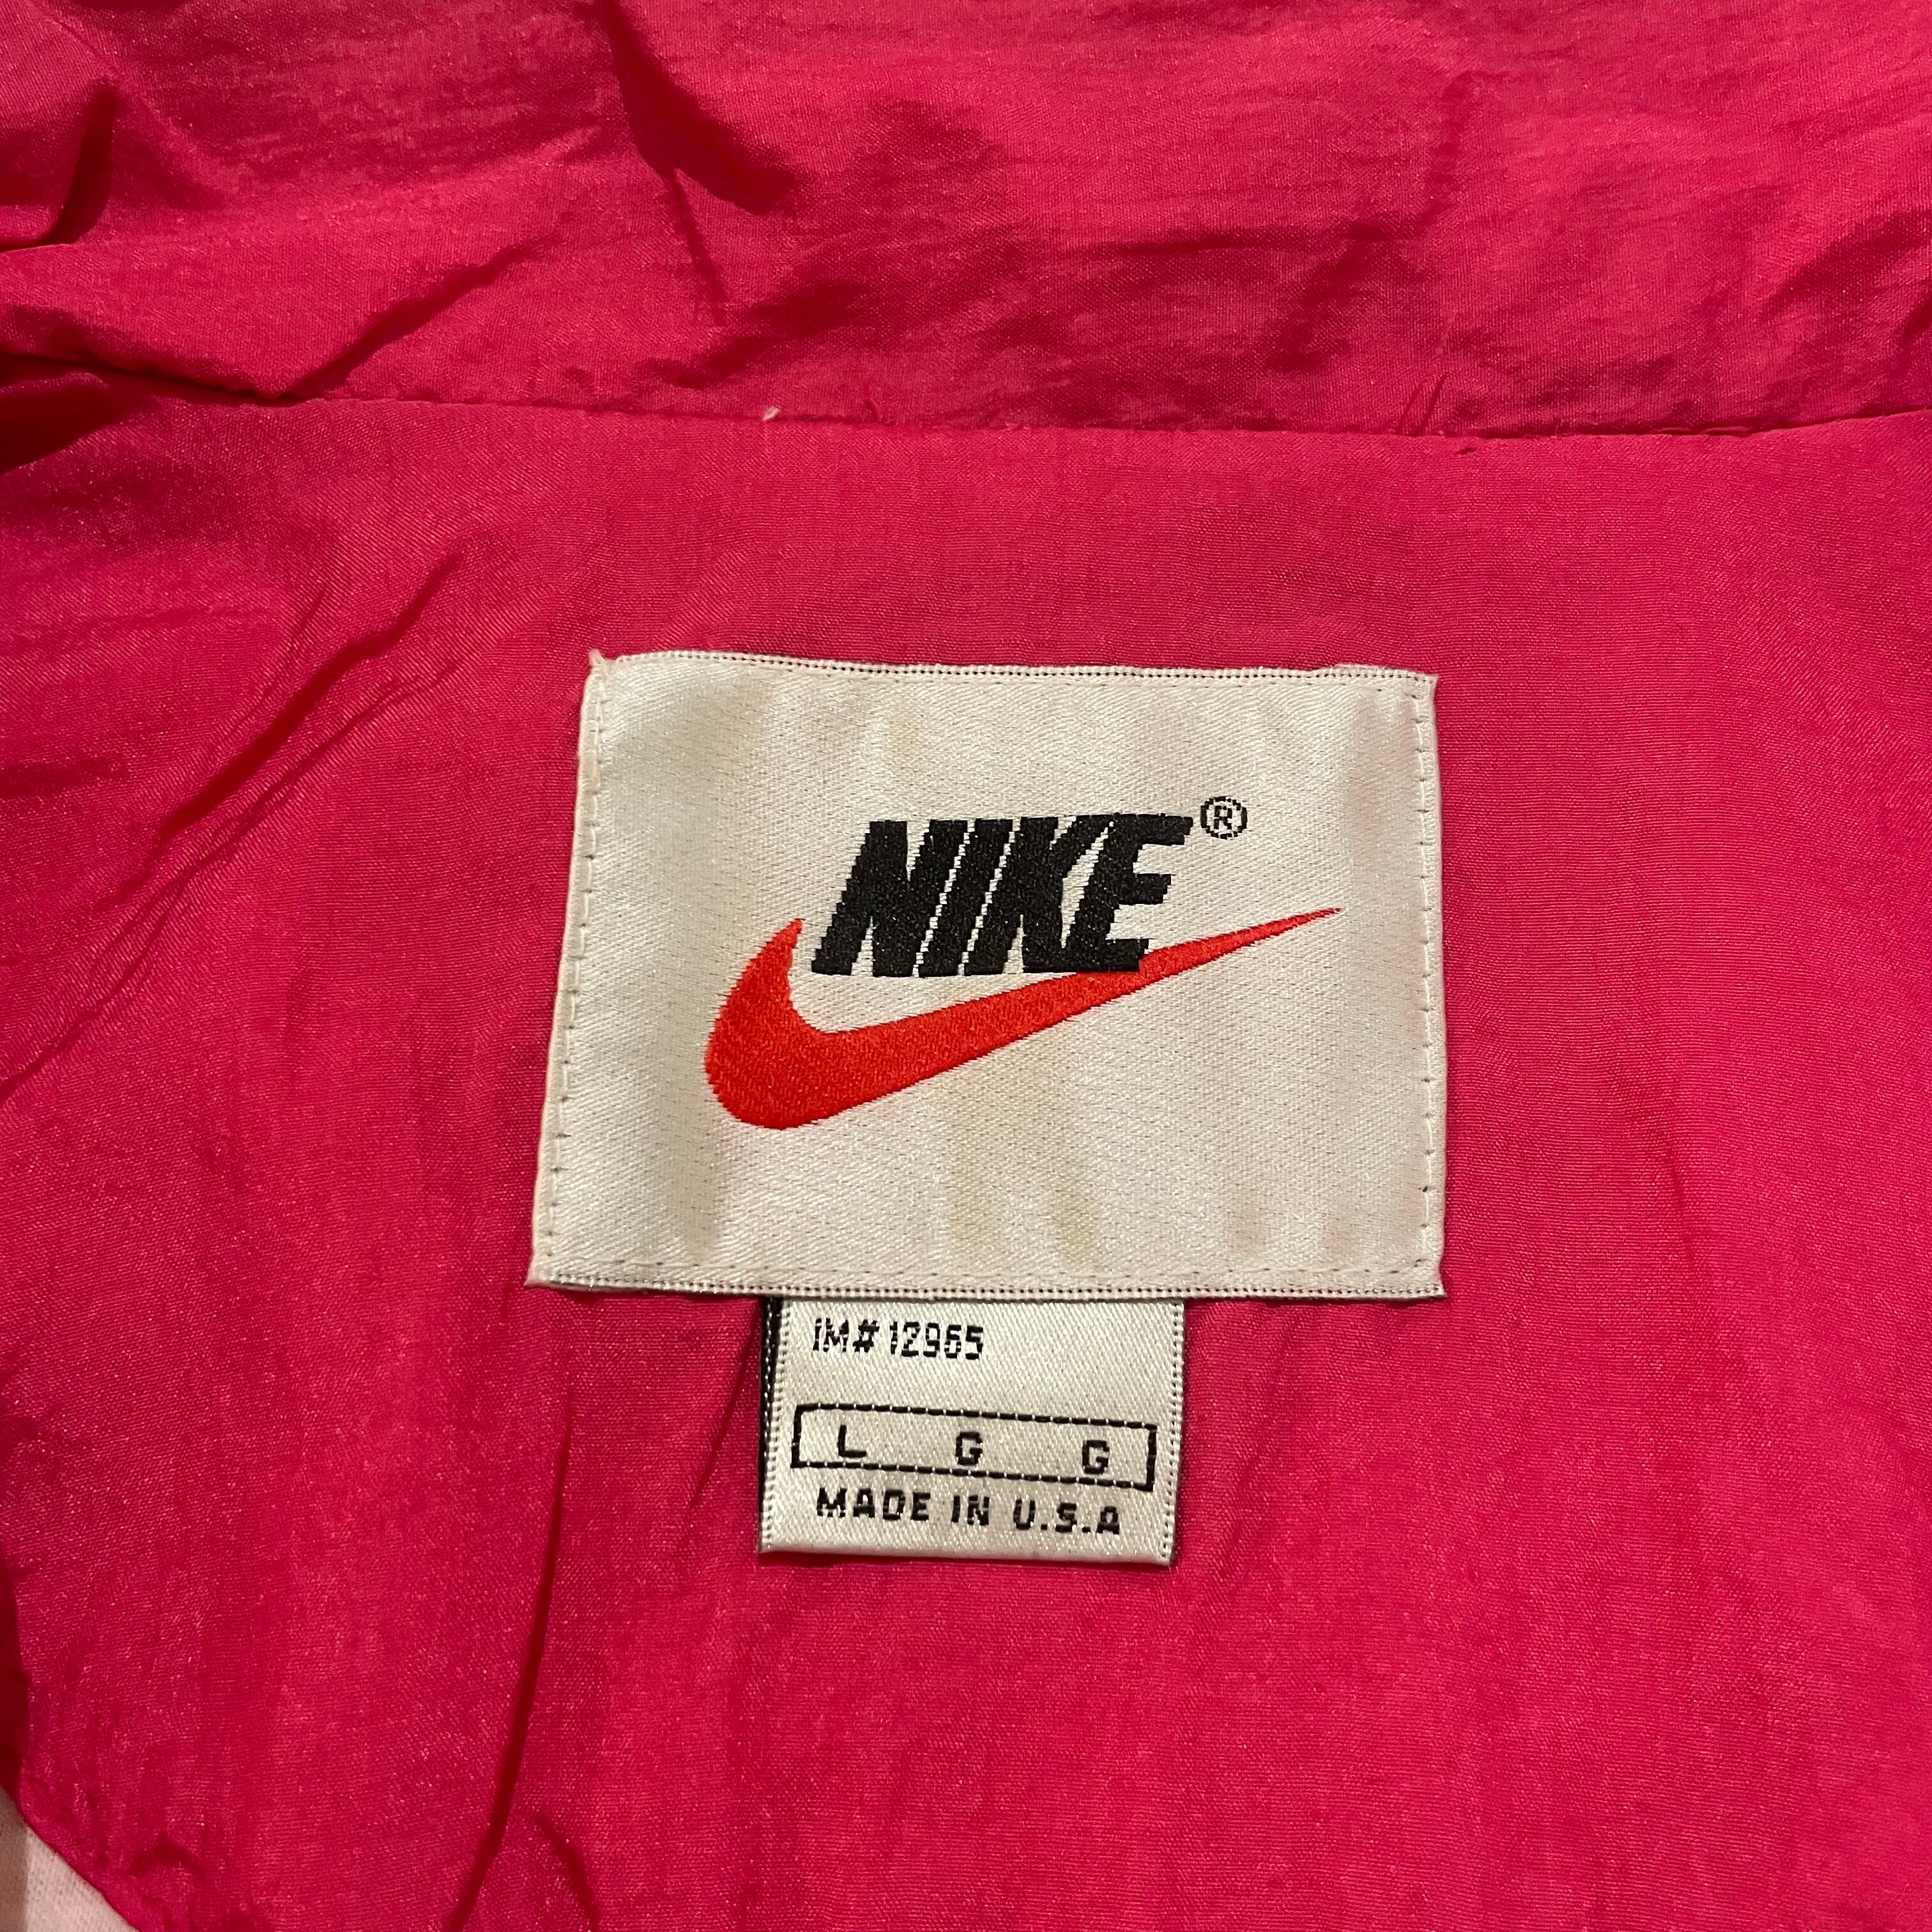 NIKE®
IM# 12965
L G G
MADE IN U.S.A